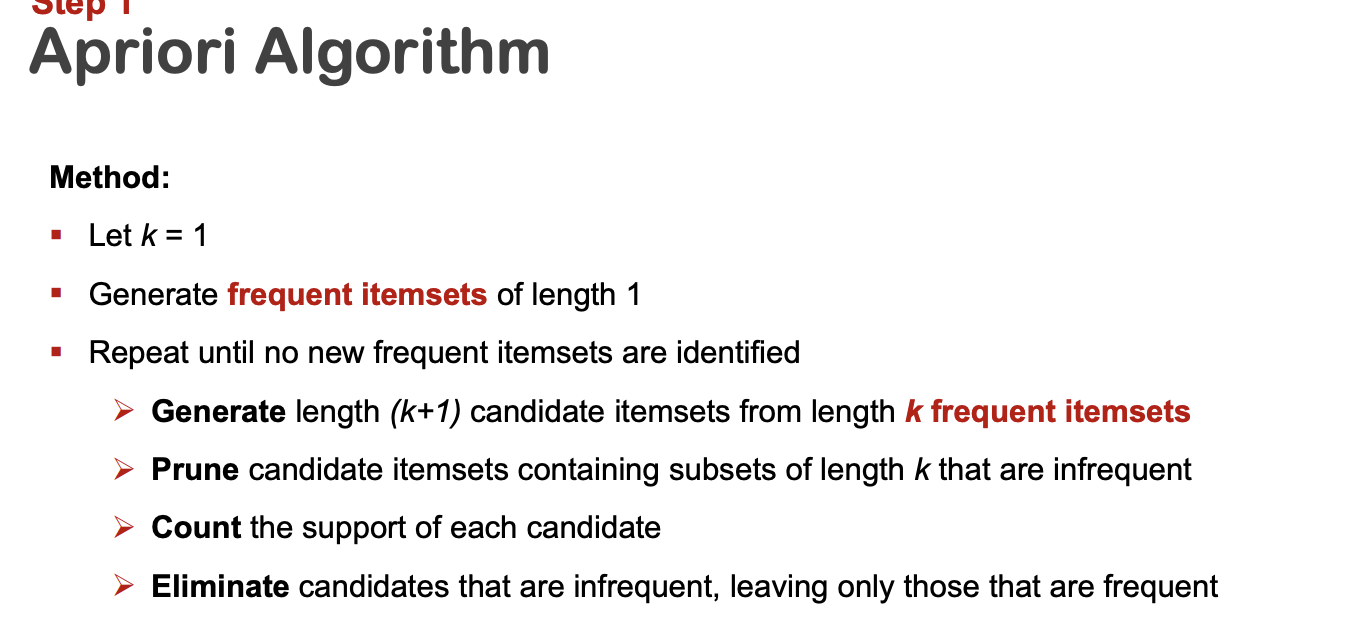 Step 1
Apriori Algorithm
Method:
▪ Let k = 1
▪ Generate frequent itemsets of length 1
▪ Repeat until no new frequent itemsets are identified
➢ Generate length (k+1) candidate itemsets from length k frequent itemsets
➢ Prune candidate itemsets containing subsets of length k that are infrequent
➢ Count the support of each candidate
➢ Eliminate candidates that are infrequent, leaving only those that are frequent